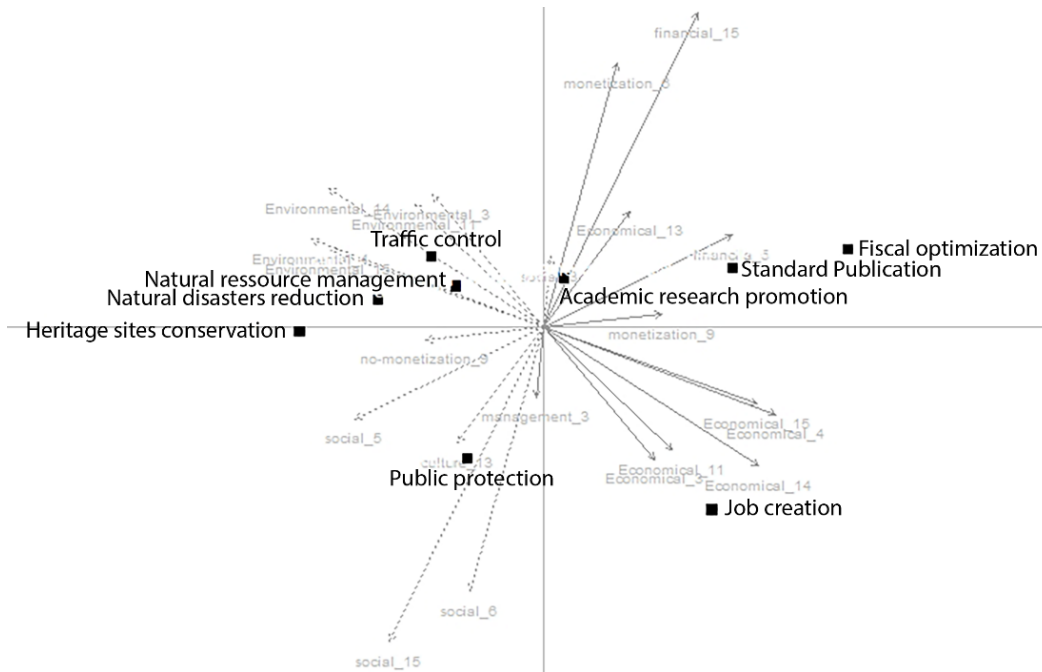 financial_15
monetization_6
Environmental_14
Environmental_3
Environmental_11
Economical_13
Traffic control
Fiscal optimization
Standard Publication
Natural ressource management
Natural disasters reduction
Academic research promotion
Heritage sites conservation
monetization_9
no-monetization_9
management_3
social_5
Economical_15
Economical_4
culture_13
Economical_11
Economical_3
Economical_14
Public protection
Job creation
social_6
social_15